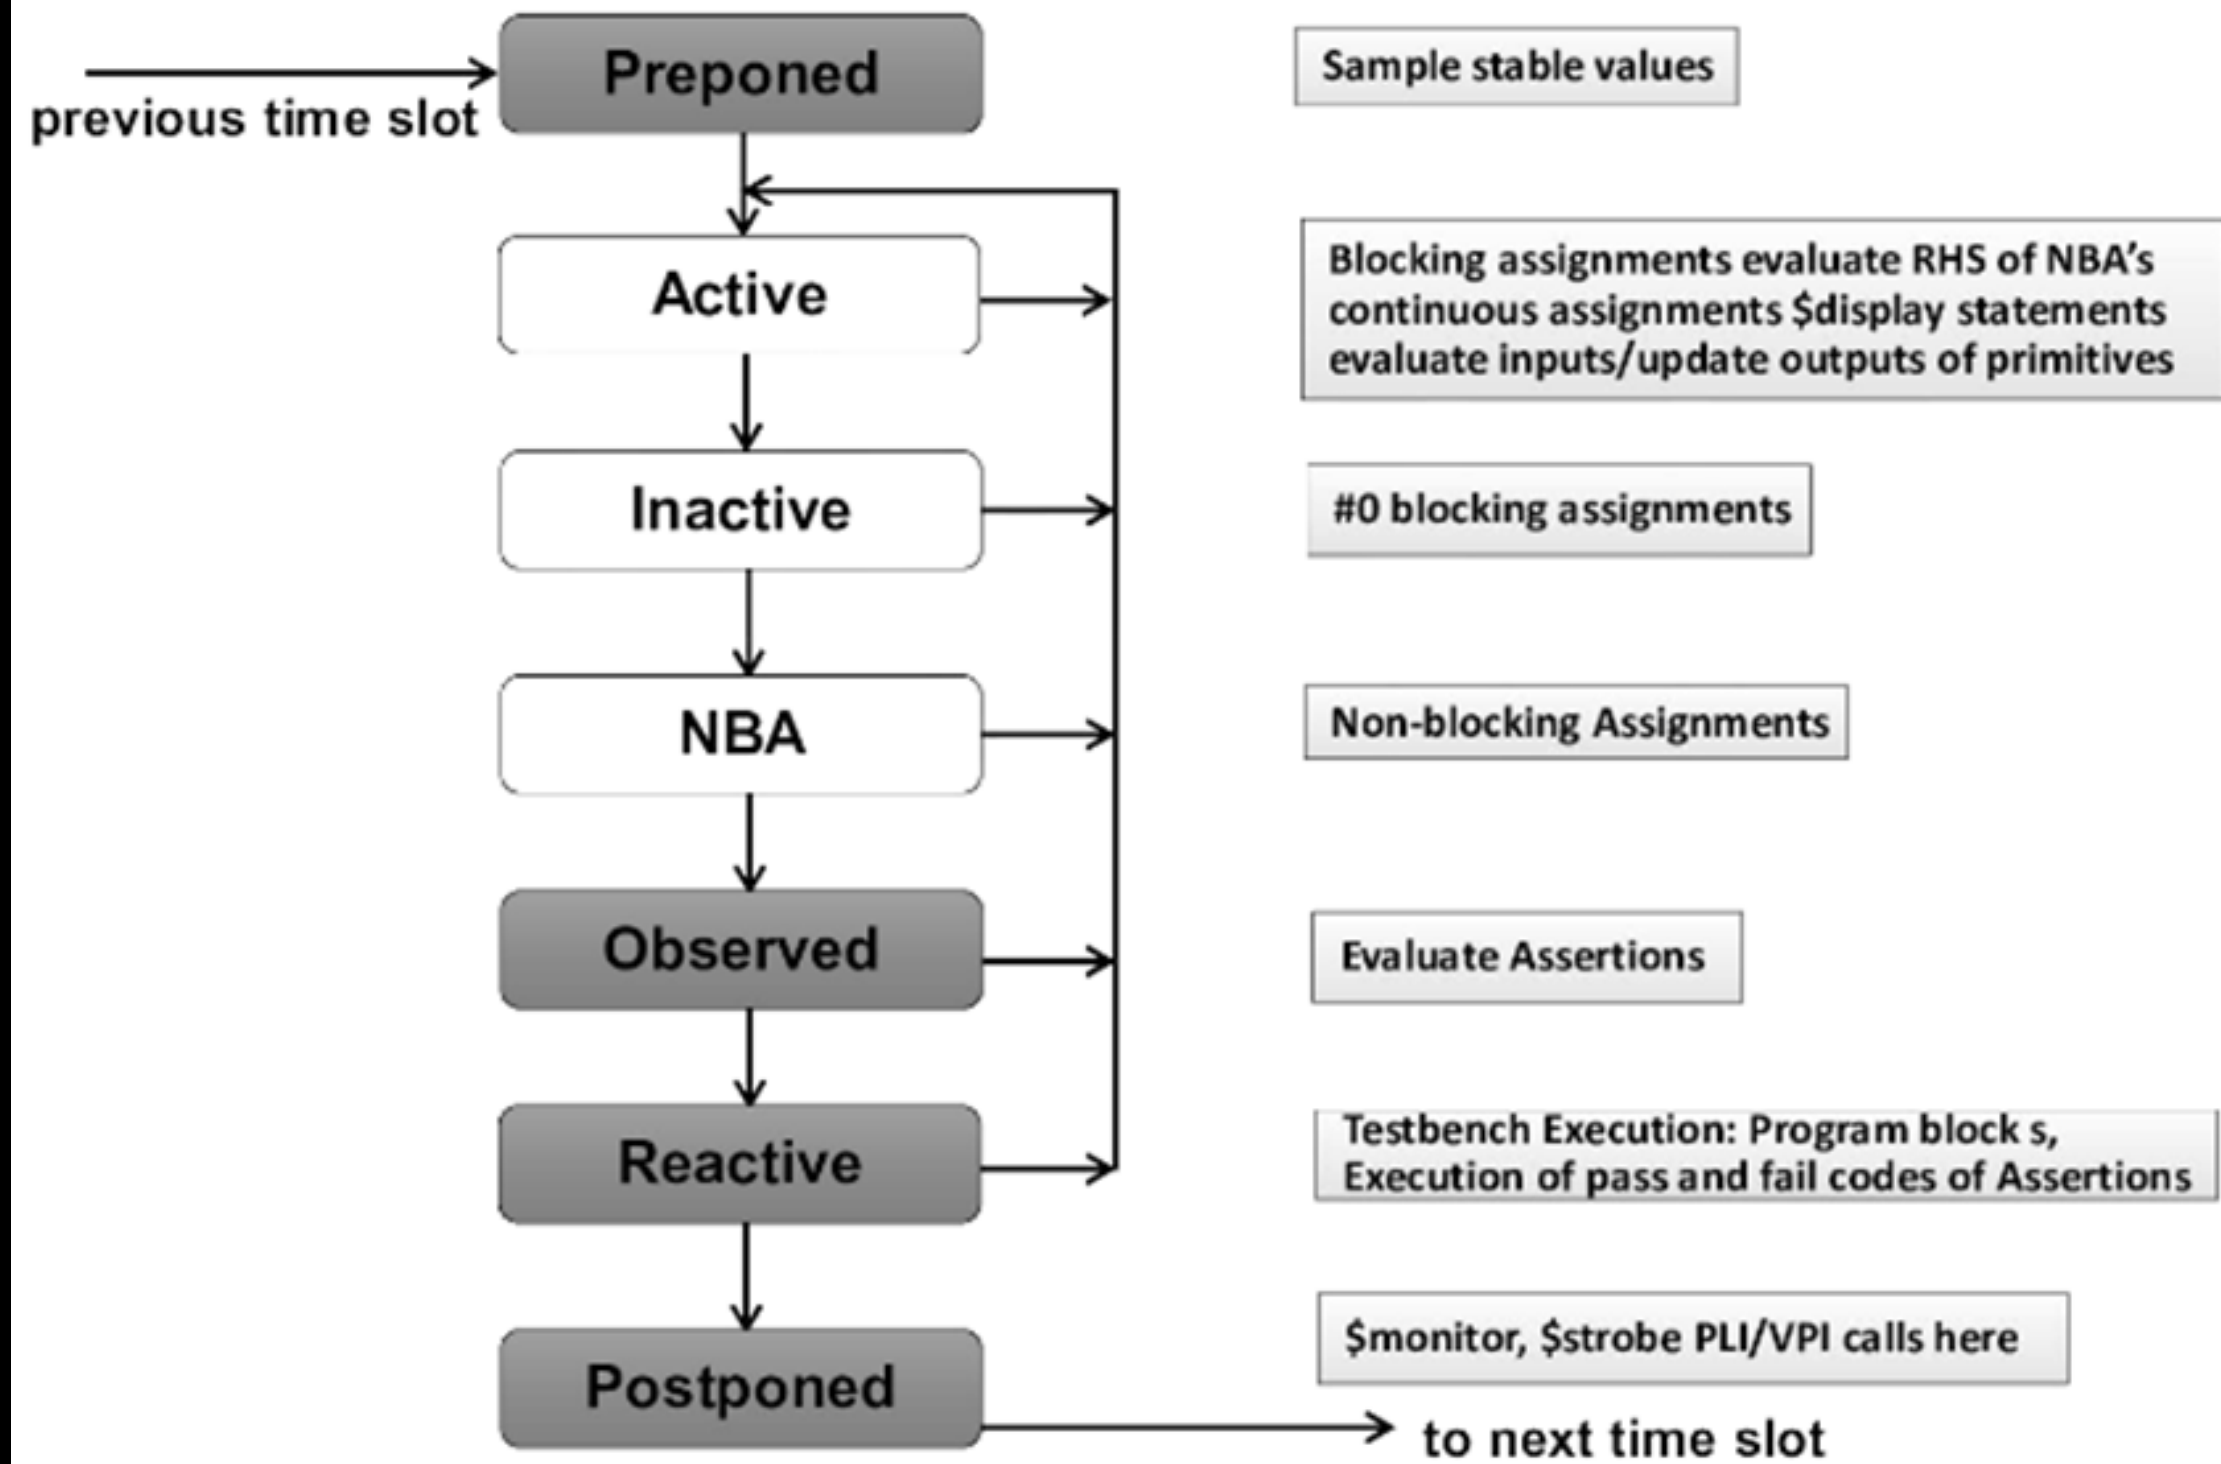 Preponed
Sample stable values
previous time slot
Active
Blocking assignments evaluate RHS of NBA’s
continuous assignments $display statements
evaluate inputs/update outputs of primitives
Inactive
#0 blocking assignments
NBA
Non-blocking Assignments
Observed
Evaluate Assertions
Reactive
Testbench Execution: Program block s,
Execution of pass and fail codes of Assertions
Postponed
$monitor, $strobe PLI/VPI calls here
to next time slot